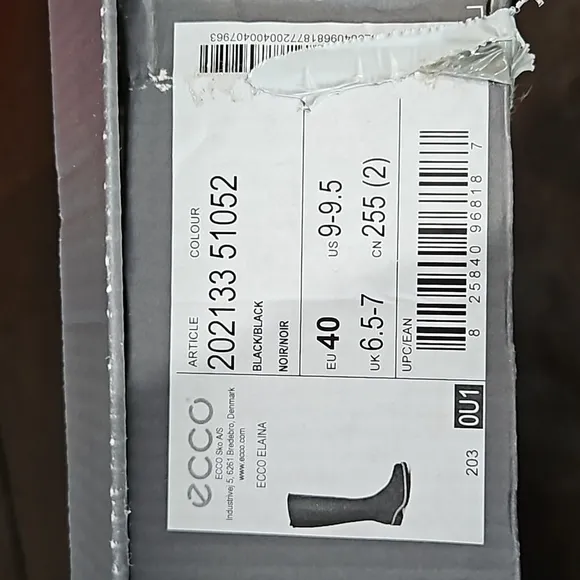 ecco
ECCO Sko A/S
Industrivej 5, 6261 Bredebro, Denmark
www.ecco.com
ECCO ELAINA
203 0U1
ARTICLE COLOUR
202133 51052
BLACK/BLACK
NOIR/NOIR
EU 40 US 9-9.5
UK 6.5-7 CN 255 (2)
UPC/EAN
8 25840 96818 7